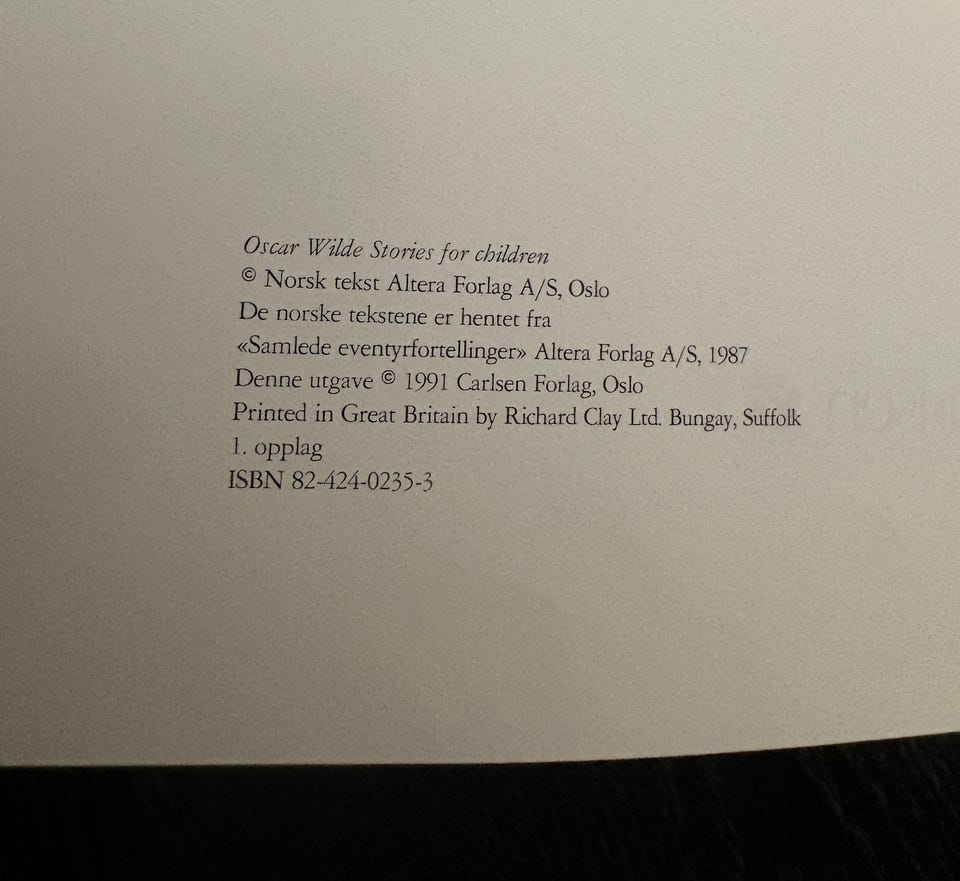 Oscar Wilde Stories for children
© Norsk tekst Altera Forlag A/S, Oslo
De norske tekstene er hentet fra
«Samlede eventyrfortellinger» Altera Forlag A/S, 1987
Denne utgave © 1991 Carlsen Forlag, Oslo
Printed in Great Britain by Richard Clay Ltd. Bungay, Suffolk
1. opplag
ISBN 82-424-0235-3